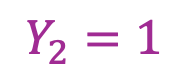 Y₂ = 1